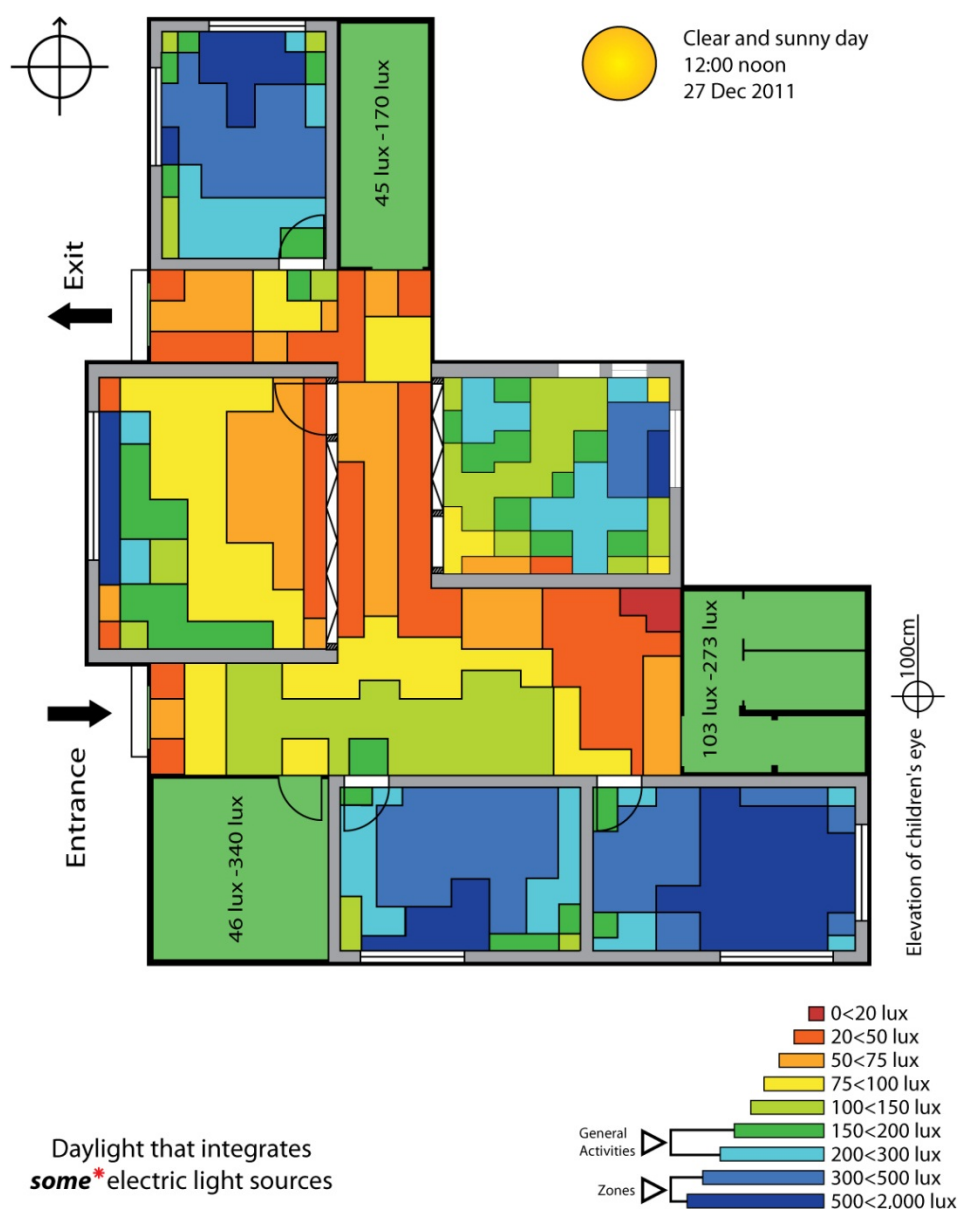 Clear and sunny day
12:00 noon
27 Dec 2011
45 lux -170 lux
Exit
103 lux -273 lux
100cm
Elevation of children's eye
Entrance
46 lux -340 lux
0<20 lux
20<50 lux
50<75 lux
75<100 lux
100<150 lux
General
Activities
150<200 lux
200<300 lux
Zones
300<500 lux
500<2,000 lux
Daylight that integrates
some* electric light sources